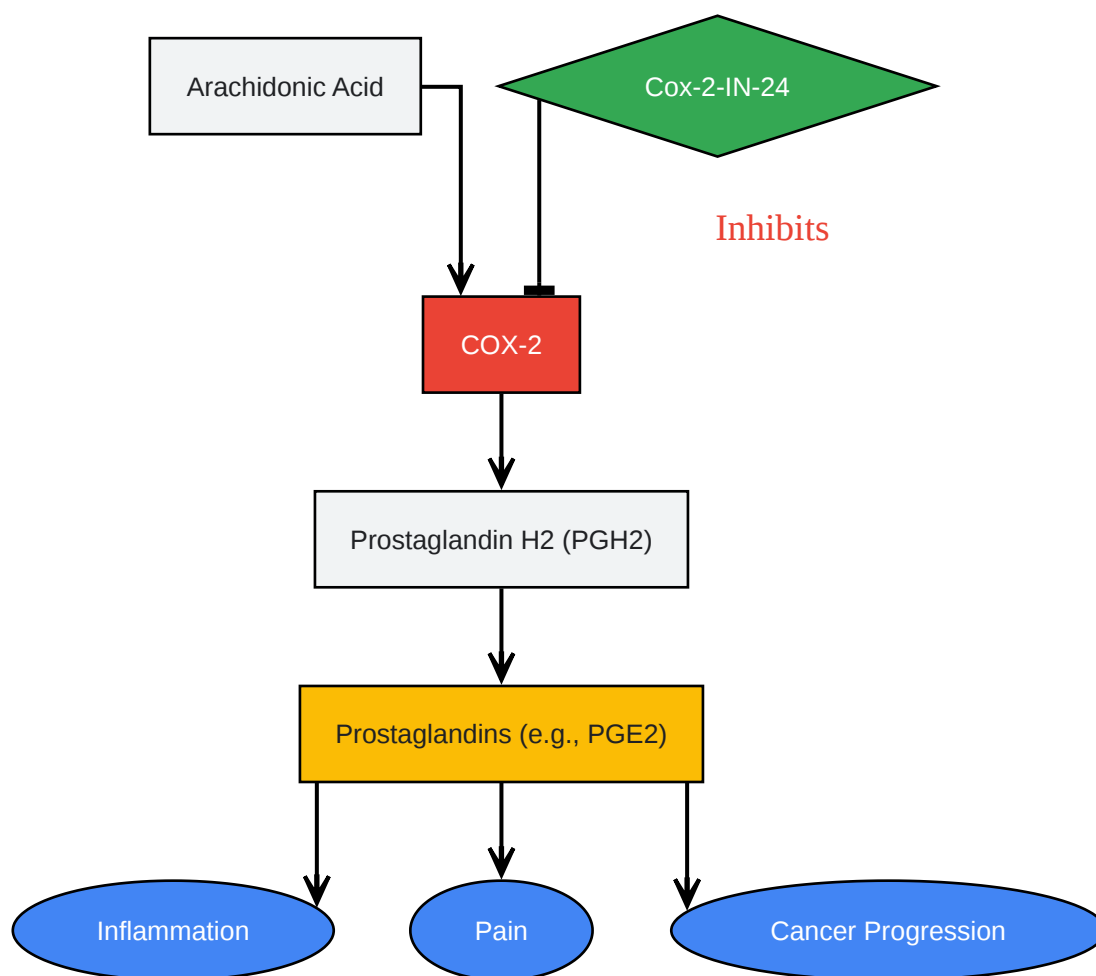 Arachidonic Acid
Cox-2-IN-24
Inhibits
COX-2
Prostaglandin H2 (PGH2)
Prostaglandins (e.g., PGE2)
Inflammation
Pain
Cancer Progression